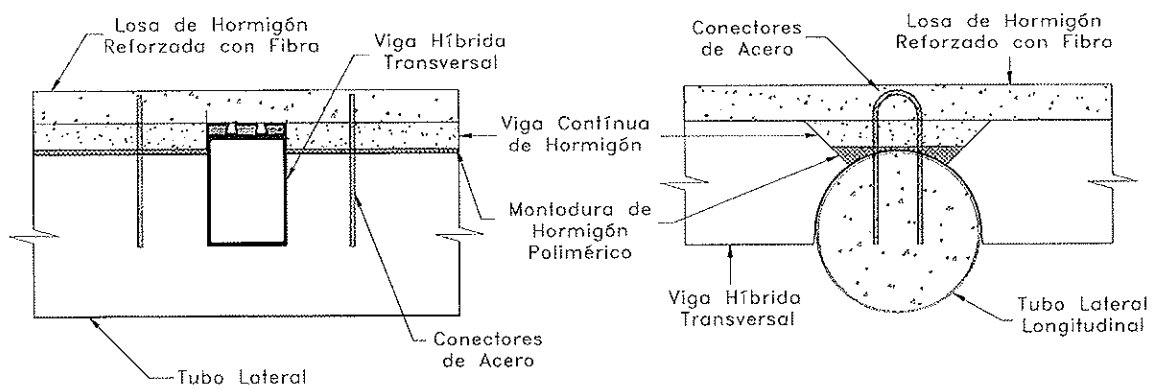 Losa de Hormigón
Reforzada con Fibra
Viga Híbrida
Transversal
Viga Contínua
de Hormigón
Montodura de
Hormigón
Polimérico
Conectores
de Acero
Tubo Lateral
Conectores
de Acero
Losa de Hormigón
Reforzado con Fibra
Viga Híbrida
Transversal
Tubo Lateral
Longitudinal